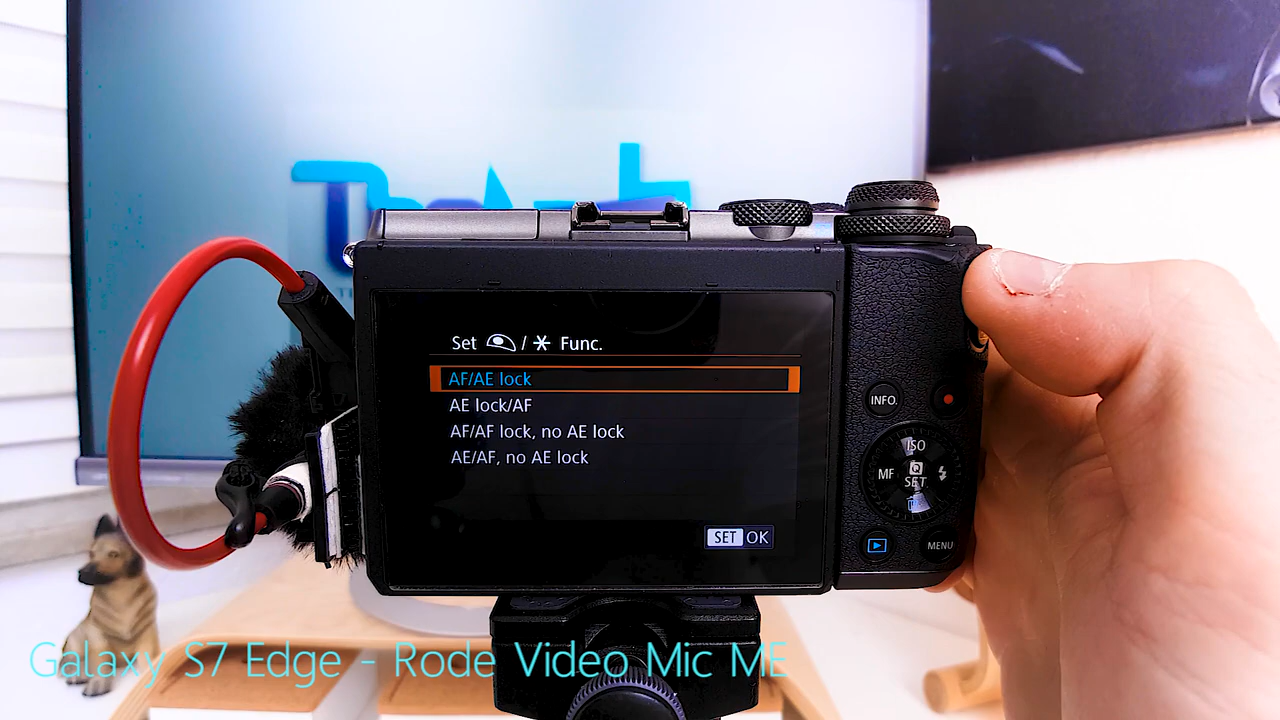 Set / * Func.
AF/AE lock
AE lock/AF
AF/AF lock, no AE lock
AE/AF, no AE lock
SET OK
INFO.
ISO
MF
SET
MENU
Galaxy S7 Edge - Rode Video Mic ME